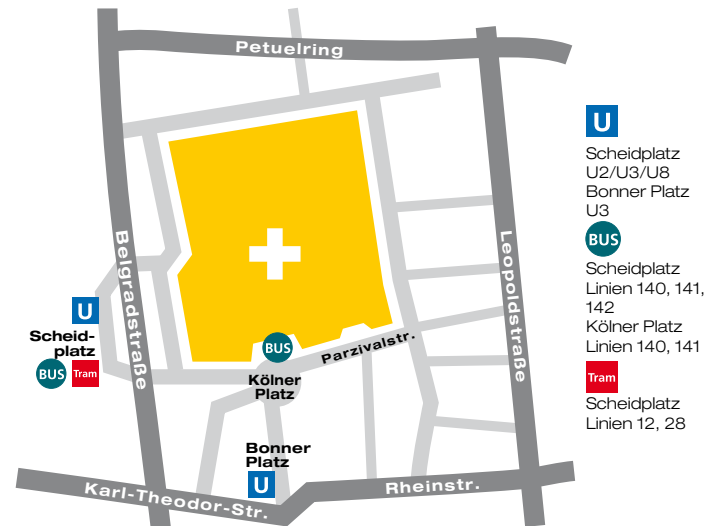 Petuelring
Belgradstraße
Leopoldstraße
U
Scheid-
platz
BUS
Tram
BUS
Kölner
Platz
Parzivalstr.
Bonner
Platz
U
Karl-Theodor-Str.
Rheinstr.
U
Scheidplatz
U2/U3/U8
Bonner Platz
U3
BUS
Scheidplatz
Linien 140, 141,
142
Kölner Platz
Linien 140, 141
Tram
Scheidplatz
Linien 12, 28